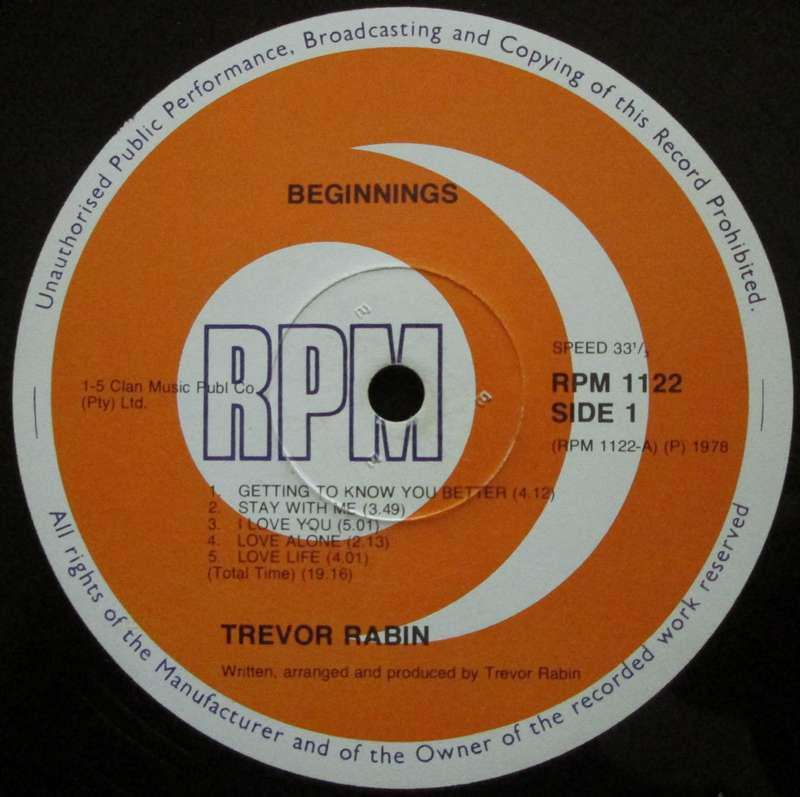 Unauthorised Public Performance, Broadcasting and Copying of this Record Prohibited.
BEGINNINGS
RPM
1-5 Clan Music Publ Co.
(Pty) Ltd.
SPEED 33¹/₃
RPM 1122
SIDE 1
(RPM 1122-A) (P) 1978
1. GETTING TO KNOW YOU BETTER (4.12)
2. STAY WITH ME (3.49)
3. I LOVE YOU (5.01)
4. LOVE ALONE (2.13)
5. LOVE LIFE (4.01)
(Total Time) (19.16)
TREVOR RABIN
Written, arranged and produced by Trevor Rabin
All rights of the Manufacturer and of the Owner of the recorded work reserved